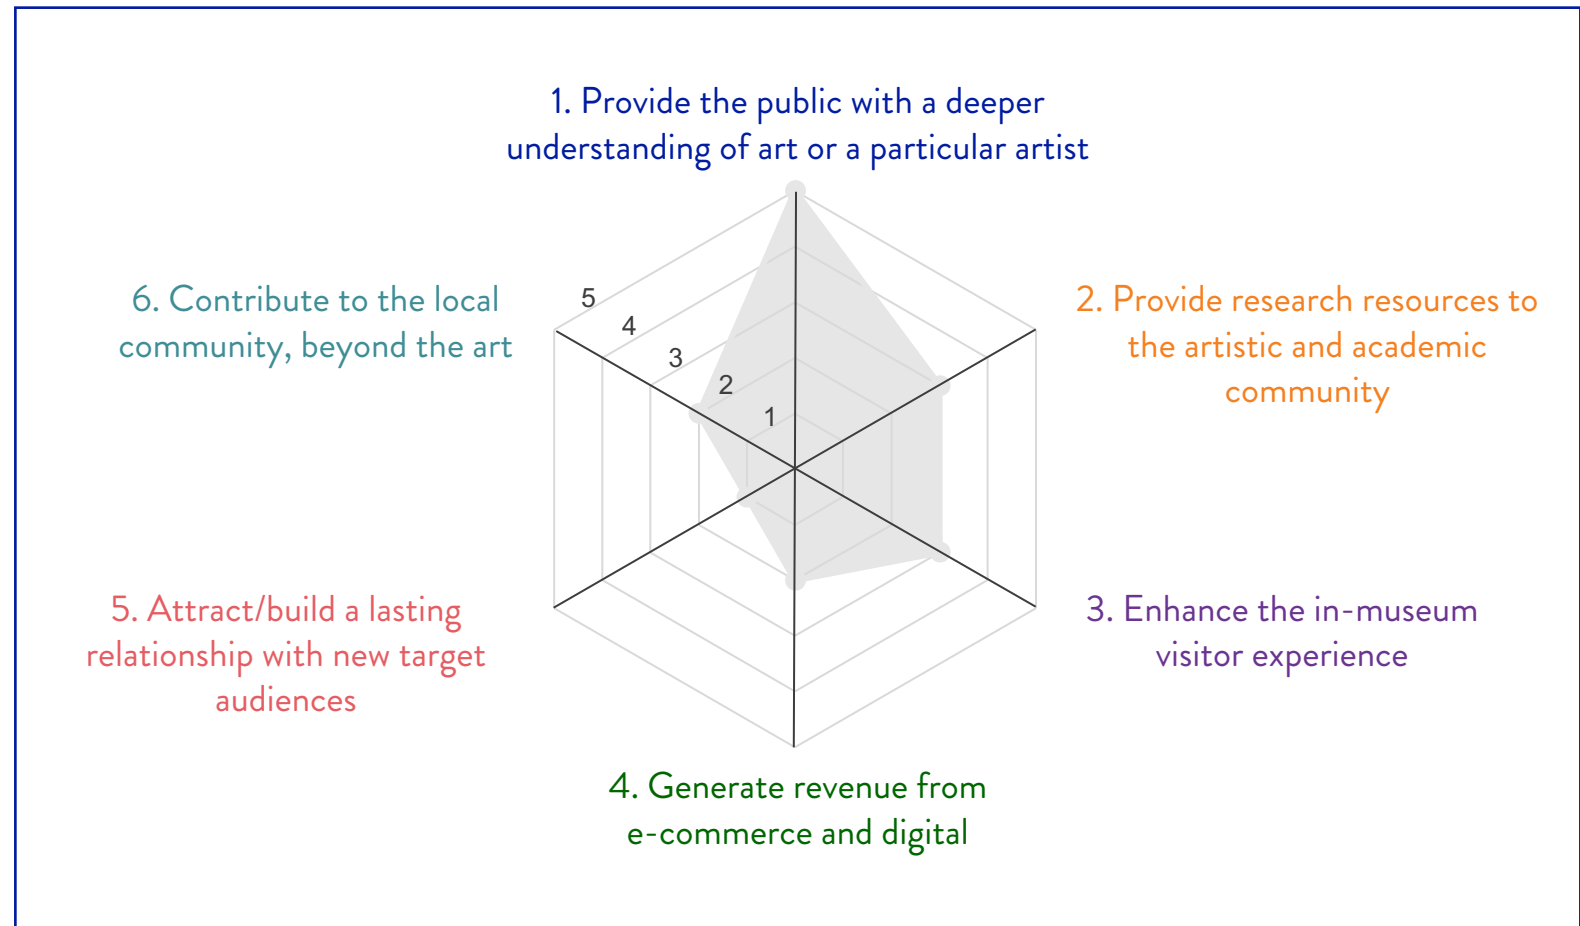 1. Provide the public with a deeper
understanding of art or a particular artist
6. Contribute to the local
community, beyond the art
5
4
3
2
1
2. Provide research resources to
the artistic and academic
community
5. Attract/build a lasting
relationship with new target
audiences
3. Enhance the in-museum
visitor experience
4. Generate revenue from
e-commerce and digital